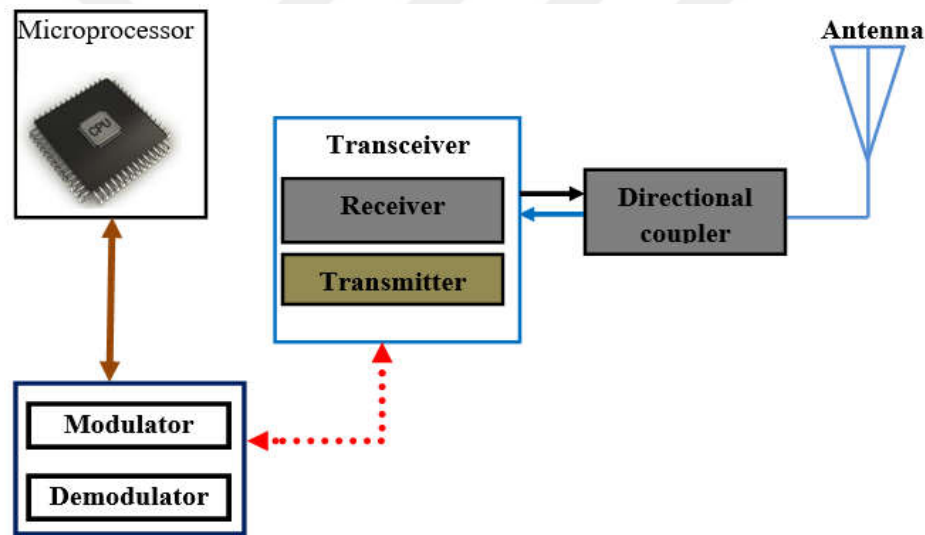 Microprocessor
CPU
Antenna
Transceiver
Receiver
Transmitter
Directional
coupler
Modulator
Demodulator